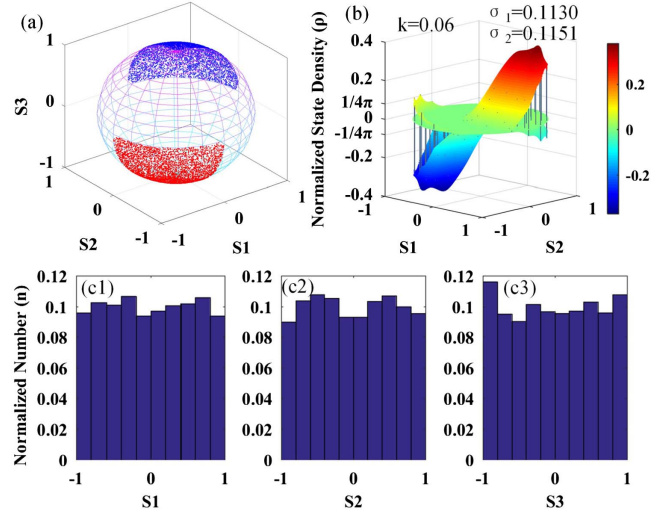 (a)
1
0
-1
S3
1
0
-1
S2
-1
0
1
S1
(b)
k=0.06
σ 1=0.1130
σ 2=0.1151
Normalized State Density (ρ)
0.4
0.2
1/4π
0
-1/4π
-0.2
-0.4
-1
0
1
S1
-1
0
1
S2
0.2
0
-0.2
Normalized Number (n)
(c1)
0.12
0.1
0.08
0.06
0.04
0.02
0
-1 0 1
S1
(c2)
0.12
0.1
0.08
0.06
0.04
0.02
0
-1 0 1
S2
(c3)
0.12
0.1
0.08
0.06
0.04
0.02
0
-1 0 1
S3